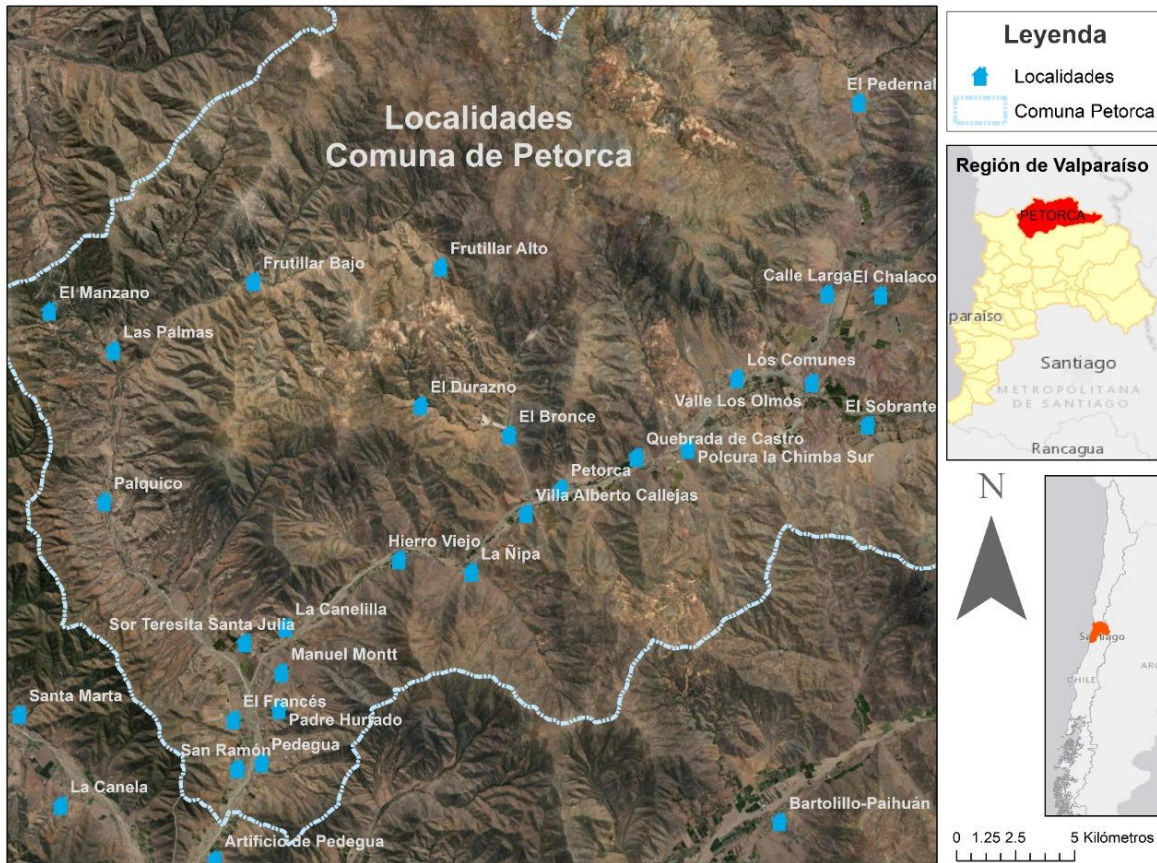 Localidades
Comuna de Petorca
El Pedernal
Frutillar Alto
Frutillar Bajo
Calle Larga
El Chalaco
El Manzano
Las Palmas
Los Comunes
El Durazno
Valle Los Olmos
El Sobrante
El Bronce
Quebrada de Castro
Polcura la Chimba Sur
Petorca
Palquico
Villa Alberto Callejas
Hierro Viejo
La Ñipa
La Canelilla
Sor Teresita Santa Julia
Manuel Montt
Santa Marta
El Francés
Padre Hurtado
San Ramón
Pedegua
La Canela
Bartolillo-Paihuán
Artificio de Pedegua
Leyenda
Localidades
Comuna Petorca
Región de Valparaíso
PETORCA
paraíso
Santiago
METROPOLITANA
DE SANTIAGO
Rancagua
N
Santiago
CHILE
0 1.25 2.5 5 Kilómetros